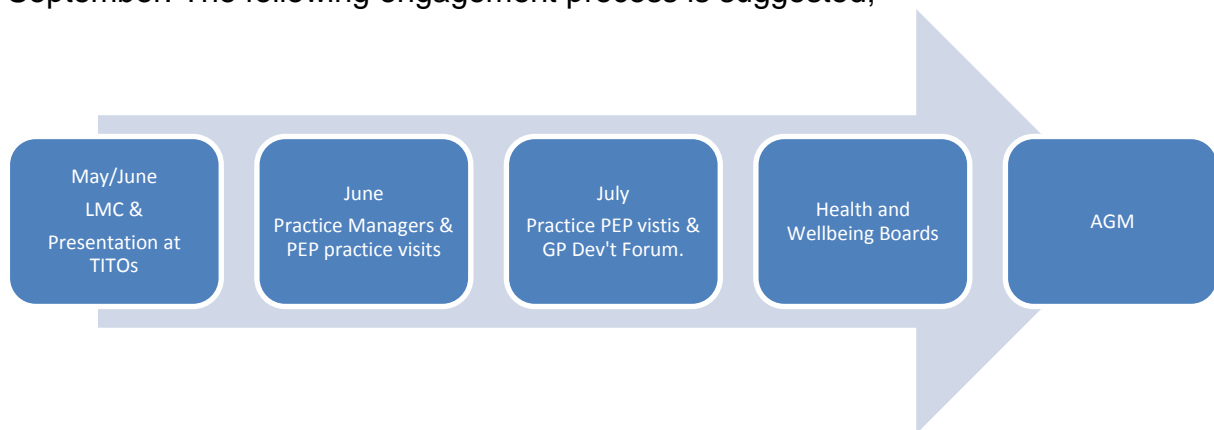 September. The following engagement process is suggested;
May/June
LMC &
Presentation at
TITOs
June
Practice Managers &
PEP practice visits
July
Practice PEP vistis &
GP Dev't Forum.
Health and
Wellbeing Boards
AGM